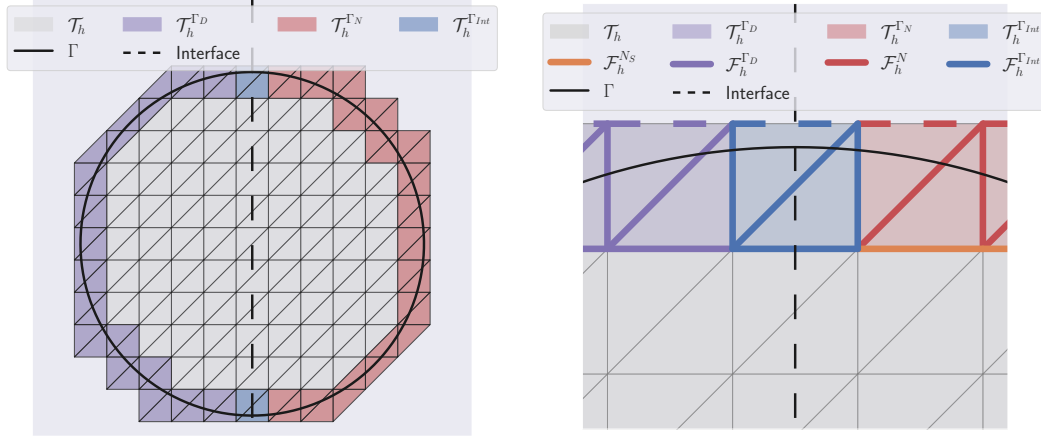 𝒯_h 𝒯_h^{Γ_D} 𝒯_h^{Γ_N} 𝒯_h^{Γ_{Int}}
Γ Interface
𝒯_h 𝒯_h^{Γ_D} 𝒯_h^{Γ_N} 𝒯_h^{Γ_{Int}}
ℱ_h^{N_S} ℱ_h^{Γ_D} ℱ_h^{N} ℱ_h^{Γ_{Int}}
Γ Interface